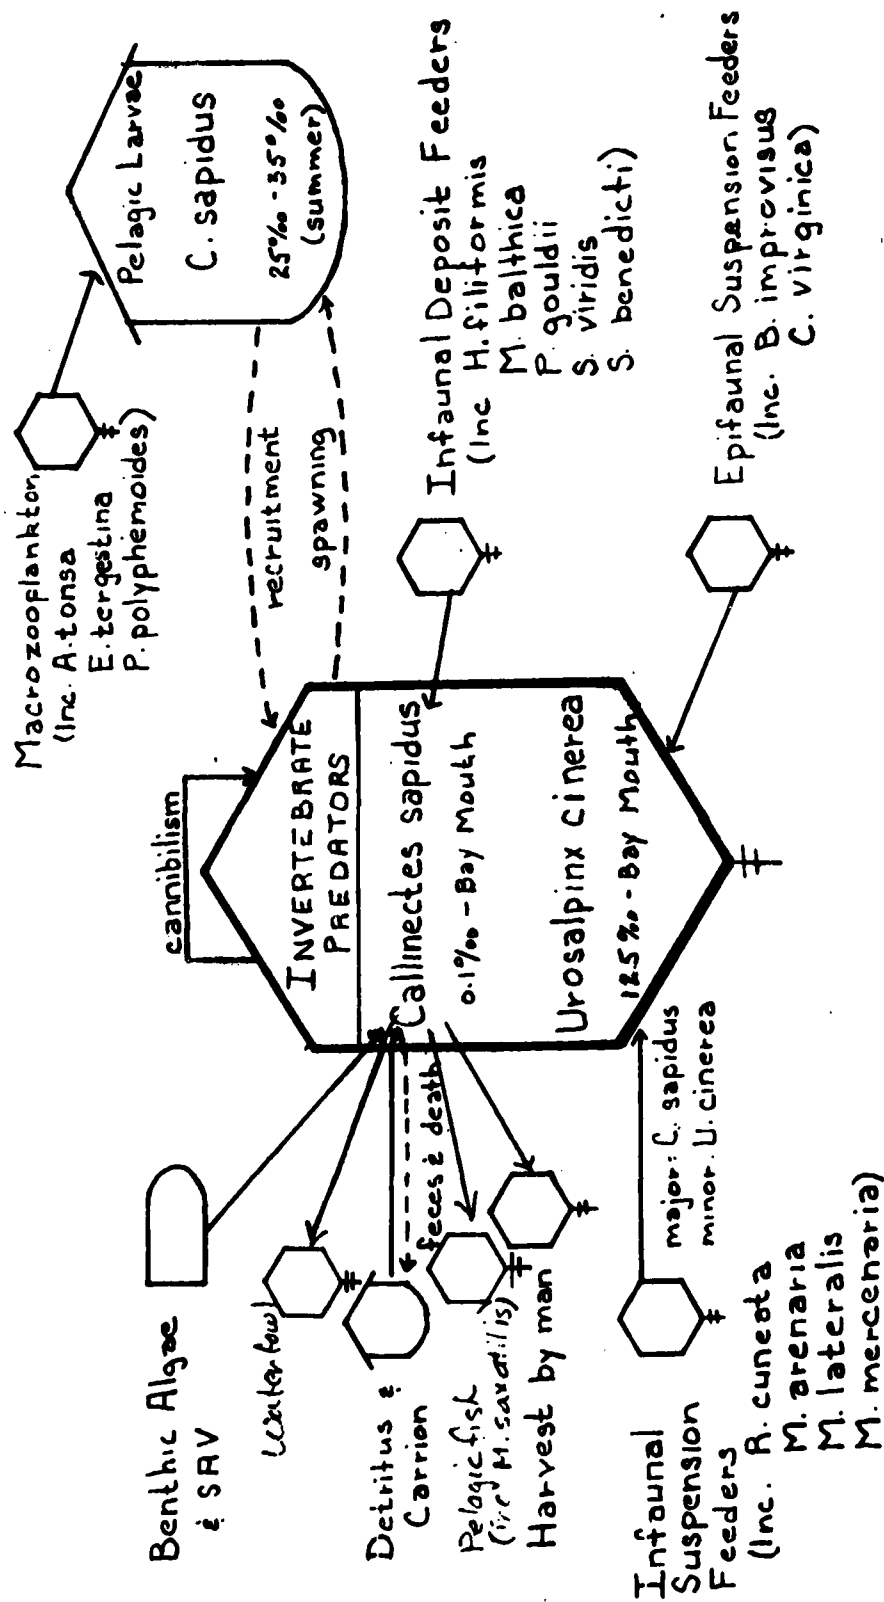 Macrozooplankton
(Inc. A. tonsa
E. tergestina
P. polyphemoides)
Pelagic Larvae
C. sapidus
25‰ - 35‰
(summer)
recruitment
spawning
cannibilism
INVERTEBRATE
PREDATORS
Callinectes sapidus
0.1‰ - Bay Mouth
Urosalpinx cinerea
12.5‰ - Bay Mouth
Infaunal Deposit Feeders
(Inc H. filiformis
M. balthica
P. gouldii
S. viridis
S. benedicti)
Epifaunal Suspension Feeders
(Inc. B. improvisus
C. virginica)
Benthic Algae
& SAV
Waterfowl
Detritus &
Carrion
feces & death
Pelagic fish
(inc M. saxatilis)
Harvest by man
major: C. sapidus
minor: U. cinerea
Infaunal
Suspension
Feeders
(Inc. R. cuneata
M. arenaria
M. lateralis
M. mercenaria)